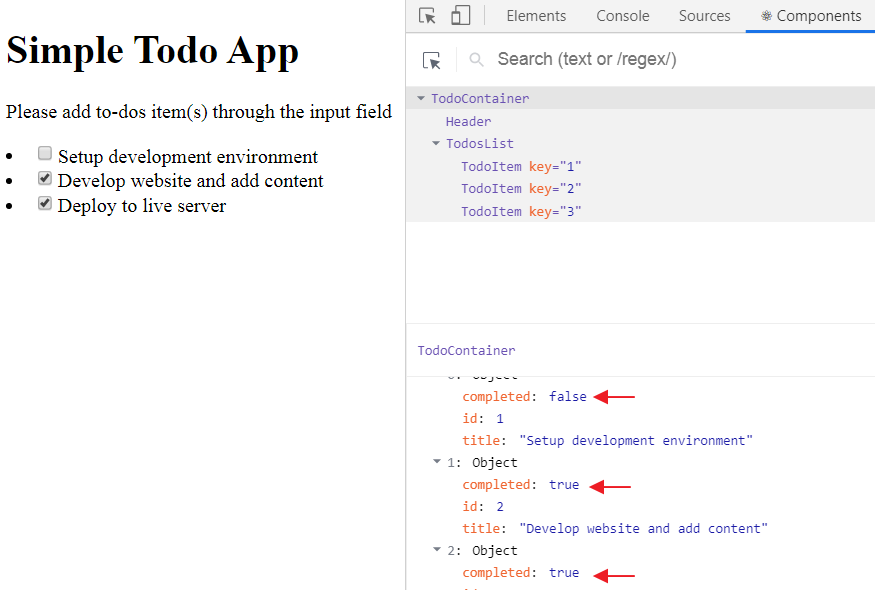 Simple Todo App
Please add to-dos item(s) through the input field
Setup development environment
Develop website and add content
Deploy to live server
Elements Console Sources Components
Search (text or /regex/)
TodoContainer
Header
TodosList
TodoItem key="1"
TodoItem key="2"
TodoItem key="3"
TodoContainer
0: Object
completed: false
id: 1
title: "Setup development environment"
1: Object
completed: true
id: 2
title: "Develop website and add content"
2: Object
completed: true